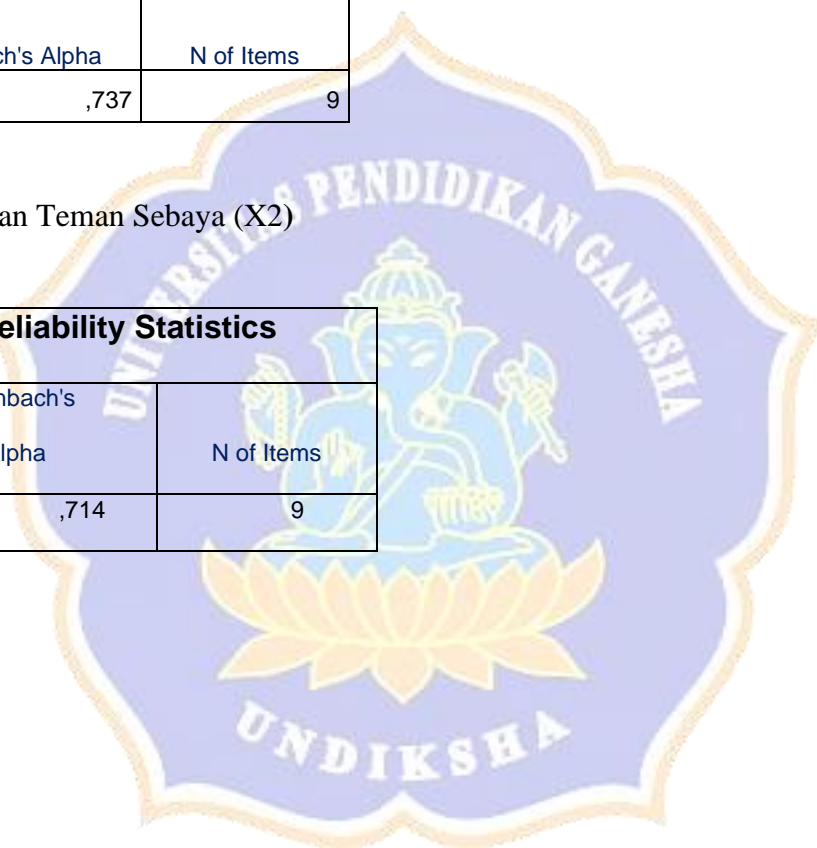 ch's Alpha N of Items
,737 9
an Teman Sebaya (X2)
eliability Statistics
nbach's
lpha N of Items
,714 9
UNIVERSITAS PENDIDIKAN GANESHA
UNDIKSHA